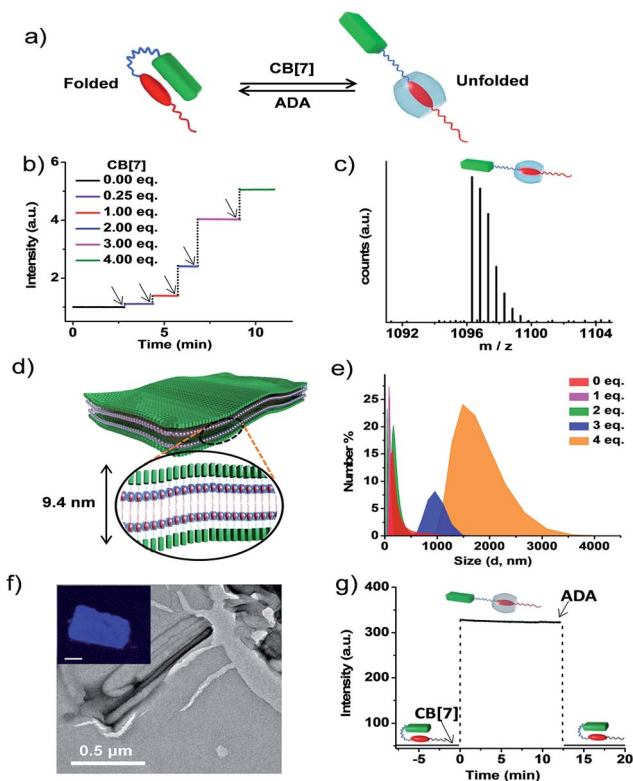 a)
Folded
CB[7]
ADA
Unfolded
b)
CB[7]
0.00 eq.
0.25 eq.
1.00 eq.
2.00 eq.
3.00 eq.
4.00 eq.
Intensity (a.u.)
5
3
1
0 5 10
Time (min)
c)
counts (a.u.)
1092 1096 1100 1104
m / z
d)
9.4 nm
e)
0 eq.
1 eq.
2 eq.
3 eq.
4 eq.
Number %
30
25
20
15
10
5
0
0 1000 2000 3000 4000
Size (d, nm)
f)
0.5 μm
g)
ADA
Intensity (a.u.)
400
300
200
100
CB[7]
-5 0 5 10 15 20
Time (min)